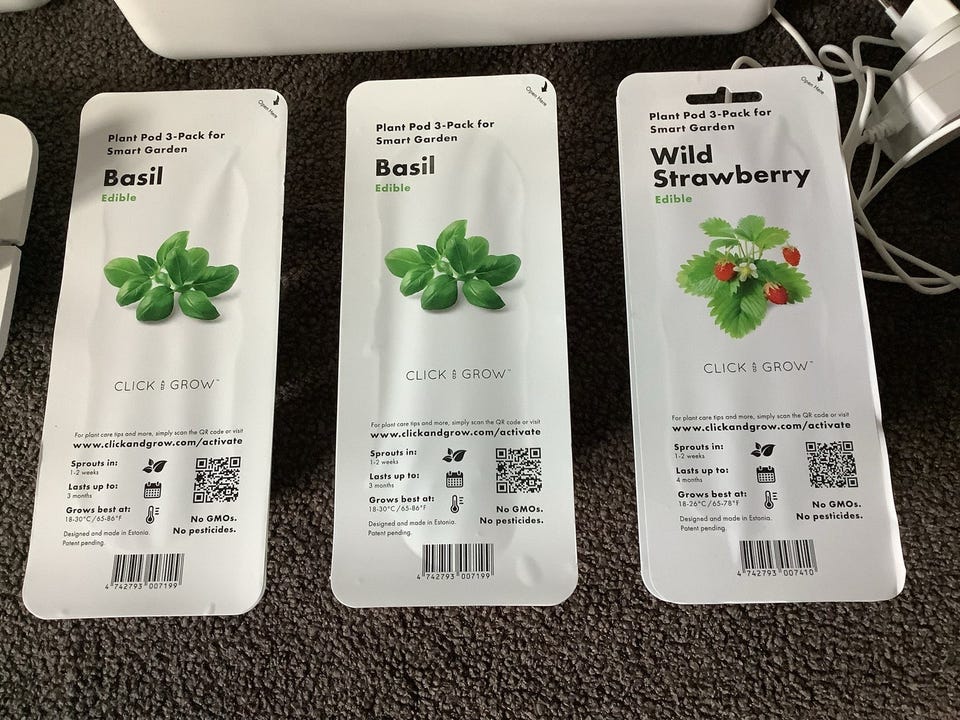 Open Here
Plant Pod 3-Pack for
Smart Garden
Basil
Edible
CLICK & GROW™
For plant care tips and more, simply scan the QR code or visit
www.clickandgrow.com/activate
Sprouts in:
1-2 weeks
Lasts up to:
3 months
Grows best at:
18-30°C/65-86°F
No GMOs.
No pesticides.
Designed and made in Estonia.
Patent pending.
4 742793 007199
Open Here
Plant Pod 3-Pack for
Smart Garden
Basil
Edible
CLICK & GROW™
For plant care tips and more, simply scan the QR code or visit
www.clickandgrow.com/activate
Sprouts in:
1-2 weeks
Lasts up to:
3 months
Grows best at:
18-30°C/65-86°F
No GMOs.
No pesticides.
Designed and made in Estonia.
Patent pending.
4 742793 007199
Open Here
Plant Pod 3-Pack for
Smart Garden
Wild
Strawberry
Edible
CLICK & GROW™
For plant care tips and more, simply scan the QR code or visit
www.clickandgrow.com/activate
Sprouts in:
1-2 weeks
Lasts up to:
4 months
Grows best at:
18-26°C/65-78°F
No GMOs.
No pesticides.
Designed and made in Estonia.
Patent pending.
4 742793 007410